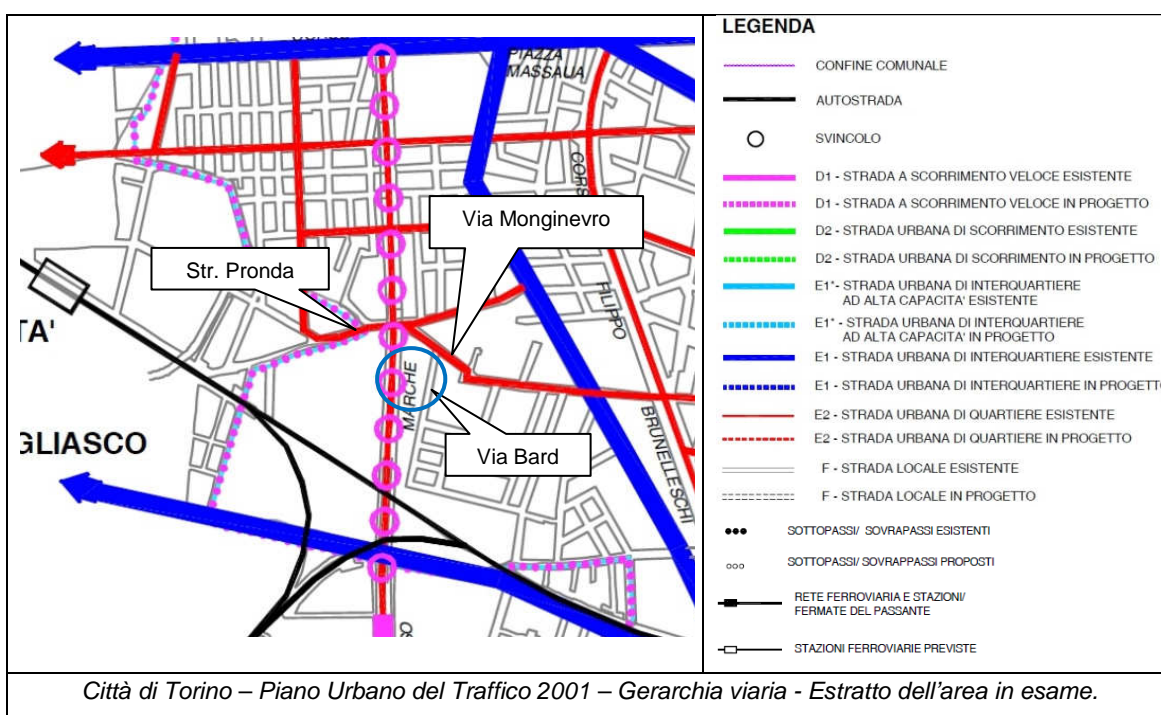 PIAZZA
MASSAUA
CORS
Via Monginevro
Str. Pronda
FILIPPO
TA'
MARCHE
BRUNELLESCHI
GLIASCO
Via Bard
LEGENDA
CONFINE COMUNALE
AUTOSTRADA
SVINCOLO
D1 - STRADA A SCORRIMENTO VELOCE ESISTENTE
D1 - STRADA A SCORRIMENTO VELOCE IN PROGETTO
D2 - STRADA URBANA DI SCORRIMENTO ESISTENTE
D2 - STRADA URBANA DI SCORRIMENTO IN PROGETTO
E1*- STRADA URBANA DI INTERQUARTIERE
AD ALTA CAPACITA' ESISTENTE
E1* - STRADA URBANA DI INTERQUARTIERE
AD ALTA CAPACITA' IN PROGETTO
E1 - STRADA URBANA DI INTERQUARTIERE ESISTENTE
E1 - STRADA URBANA DI INTERQUARTIERE IN PROGETTO
E2 - STRADA URBANA DI QUARTIERE ESISTENTE
E2 - STRADA URBANA DI QUARTIERE IN PROGETTO
F - STRADA LOCALE ESISTENTE
F - STRADA LOCALE IN PROGETTO
SOTTOPASSI/ SOVRAPASSI ESISTENTI
SOTTOPASSI/ SOVRAPPASSI PROPOSTI
RETE FERROVIARIA E STAZIONI/
FERMATE DEL PASSANTE
STAZIONI FERROVIARIE PREVISTE
Città di Torino – Piano Urbano del Traffico 2001 – Gerarchia viaria - Estratto dell'area in esame.